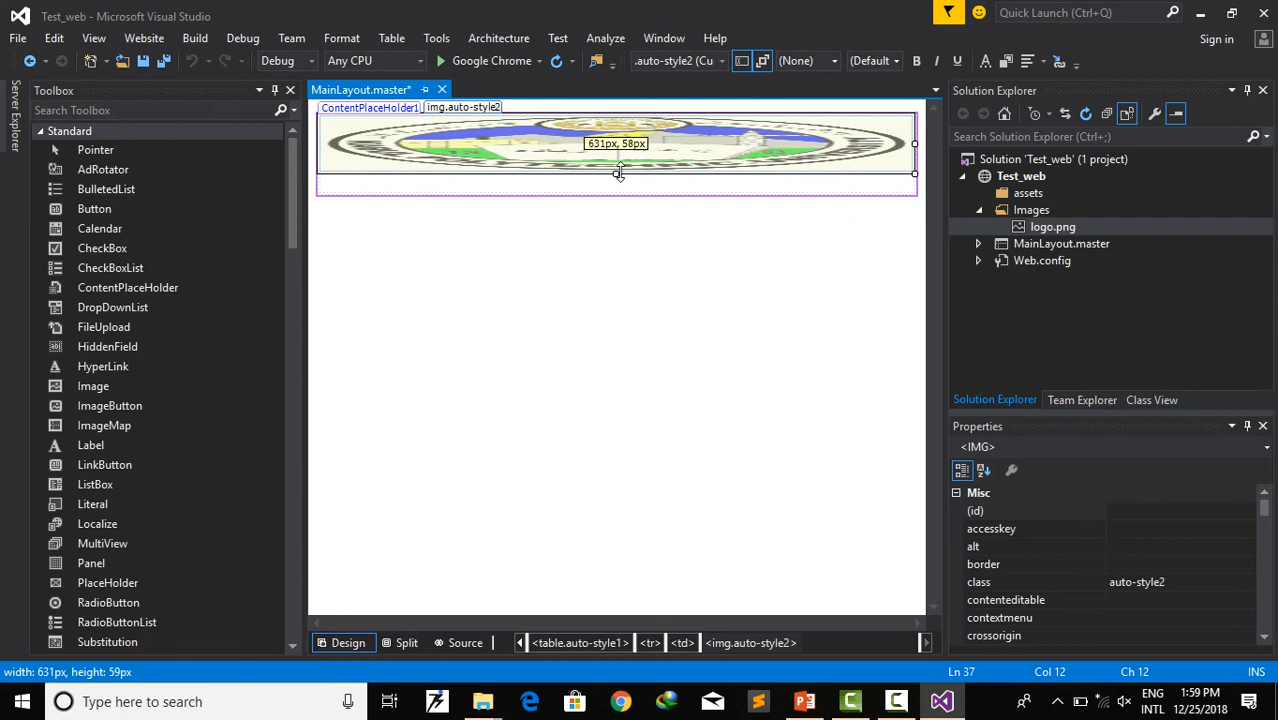 Test_web - Microsoft Visual Studio
Quick Launch (Ctrl+Q)
File Edit View Website Build Debug Team Format Table Tools Architecture Test Analyze Window Help
Sign in
Debug Any CPU Google Chrome .auto-style2 (Cu (None) (Default B I U A
Server Explorer
Toolbox
Search Toolbox
Standard
Pointer
AdRotator
BulletedList
Button
Calendar
CheckBox
CheckBoxList
ContentPlaceHolder
DropDownList
FileUpload
HiddenField
HyperLink
Image
ImageButton
ImageMap
Label
LinkButton
ListBox
Literal
Localize
MultiView
Panel
PlaceHolder
RadioButton
RadioButtonList
Substitution
MainLayout.master*
ContentPlaceHolder1 img.auto-style2
631px, 58px
Design Split Source <table.auto-style1> <tr> <td> <img.auto-style2>
Solution Explorer
Search Solution Explorer (Ctrl+;)
Solution 'Test_web' (1 project)
Test_web
assets
Images
logo.png
MainLayout.master
Web.config
Solution Explorer Team Explorer Class View
Properties
<IMG>
Misc
(id)
accesskey
alt
border
class auto-style2
contenteditable
contextmenu
crossorigin
width: 631px, height: 59px Ln 37 Col 12 Ch 12 INS
Type here to search
ENG
INTL
1:59 PM
12/25/2018